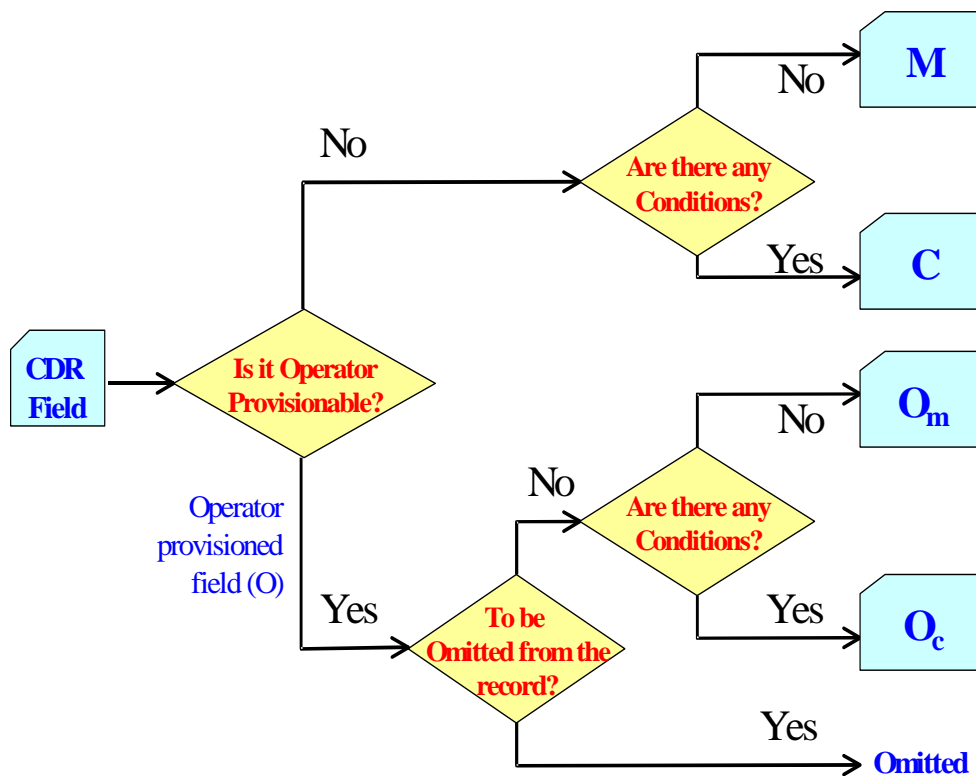 M
No
No
Are there any
Conditions?
Yes
C
CDR
Field
Is it Operator
Provisionable?
Om
No
Operator
provisioned
field (O)
No
Are there any
Conditions?
Yes
To be
Omitted from the
record?
Yes
Oc
Yes
Omitted